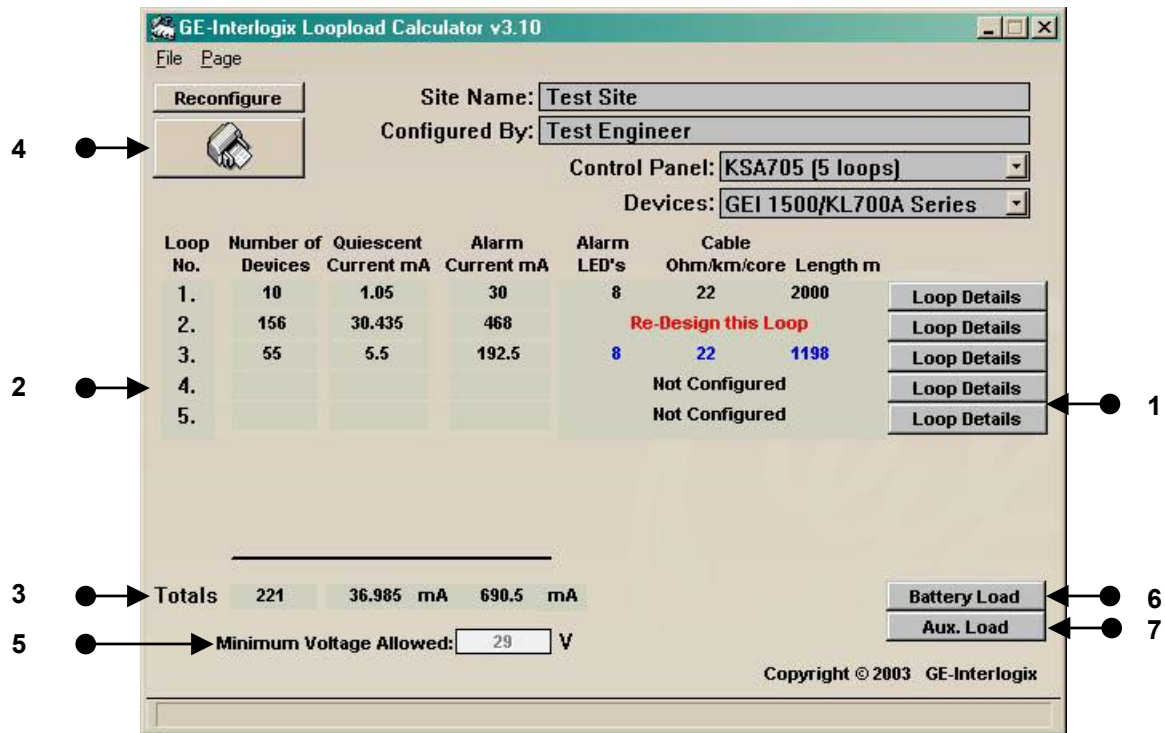 GE-Interlogix Loopload Calculator v3.10
File Page
Reconfigure
Site Name: Test Site
Configured By: Test Engineer
4
Control Panel: KSA705 (5 loops)
Devices: GEI 1500/KL700A Series
Loop No. Number of Devices Quiescent Current mA Alarm Current mA Alarm LED's Cable Ohm/km/core Length m
1. 10 1.05 30 8 22 2000 Loop Details
2. 156 30.435 468 Re-Design this Loop Loop Details
3. 55 5.5 192.5 8 22 1198 Loop Details
2 4. Not Configured Loop Details 1
5. Not Configured Loop Details
3 Totals 221 36.985 mA 690.5 mA Battery Load 6
5 Minimum Voltage Allowed: 29 V Aux. Load 7
Copyright © 2003 GE-Interlogix